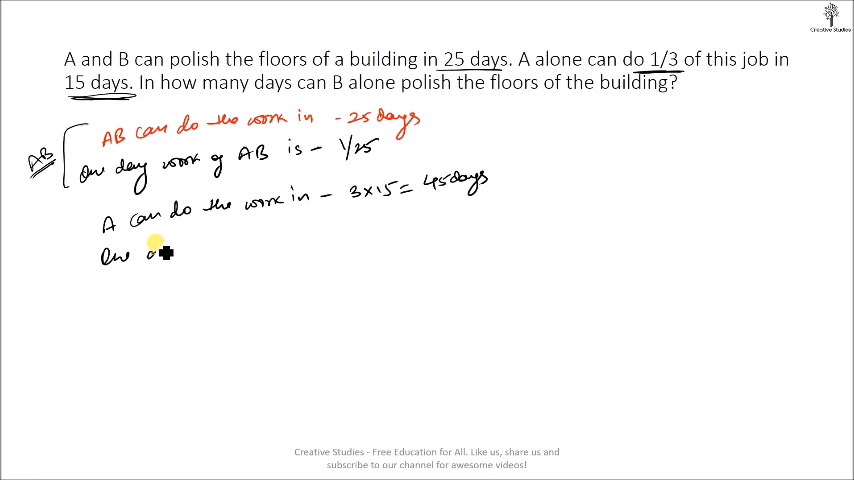 Creative Studies
A and B can polish the floors of a building in 25 days. A alone can do 1/3 of this job in
15 days. In how many days can B alone polish the floors of the building?
AB can do the work in - 25 days
AB
One day work of AB is - 1/25
A can do the work in - 3×15 = 45 days
One
Creative Studies - Free Education for All. Like us, share us and
subscribe to our channel for awesome videos!